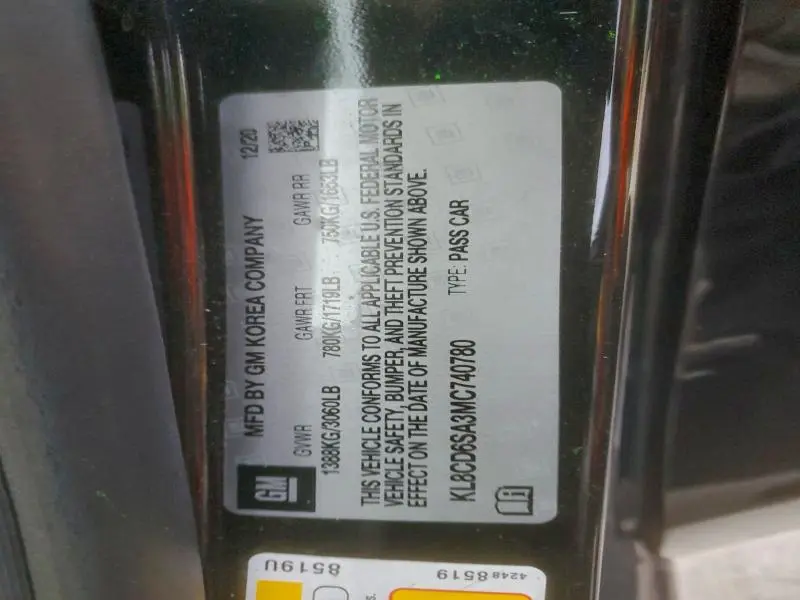 GM
MFD BY GM KOREA COMPANY 12/20
GVWR GAWR FRT GAWR RR
1388KG/3060LB 780KG/1719LB 750KG/1653LB
THIS VEHICLE CONFORMS TO ALL APPLICABLE U.S. FEDERAL MOTOR
VEHICLE SAFETY, BUMPER, AND THEFT PREVENTION STANDARDS IN
EFFECT ON THE DATE OF MANUFACTURE SHOWN ABOVE.
KL8CD6SA3MC740780 TYPE: PASS CAR
8519U
42488519